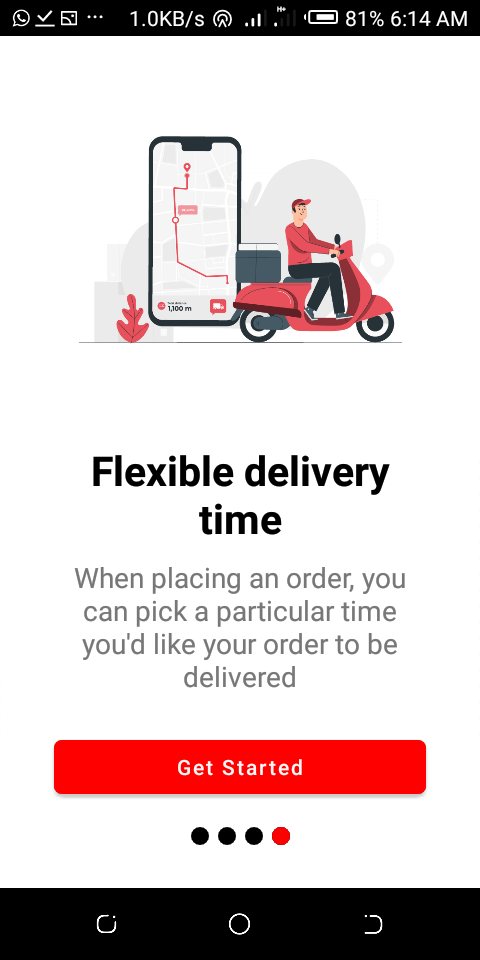 1.0KB/s H+ 81% 6:14 AM
1,100 m
Flexible delivery
time
When placing an order, you
can pick a particular time
you'd like your order to be
delivered
Get Started